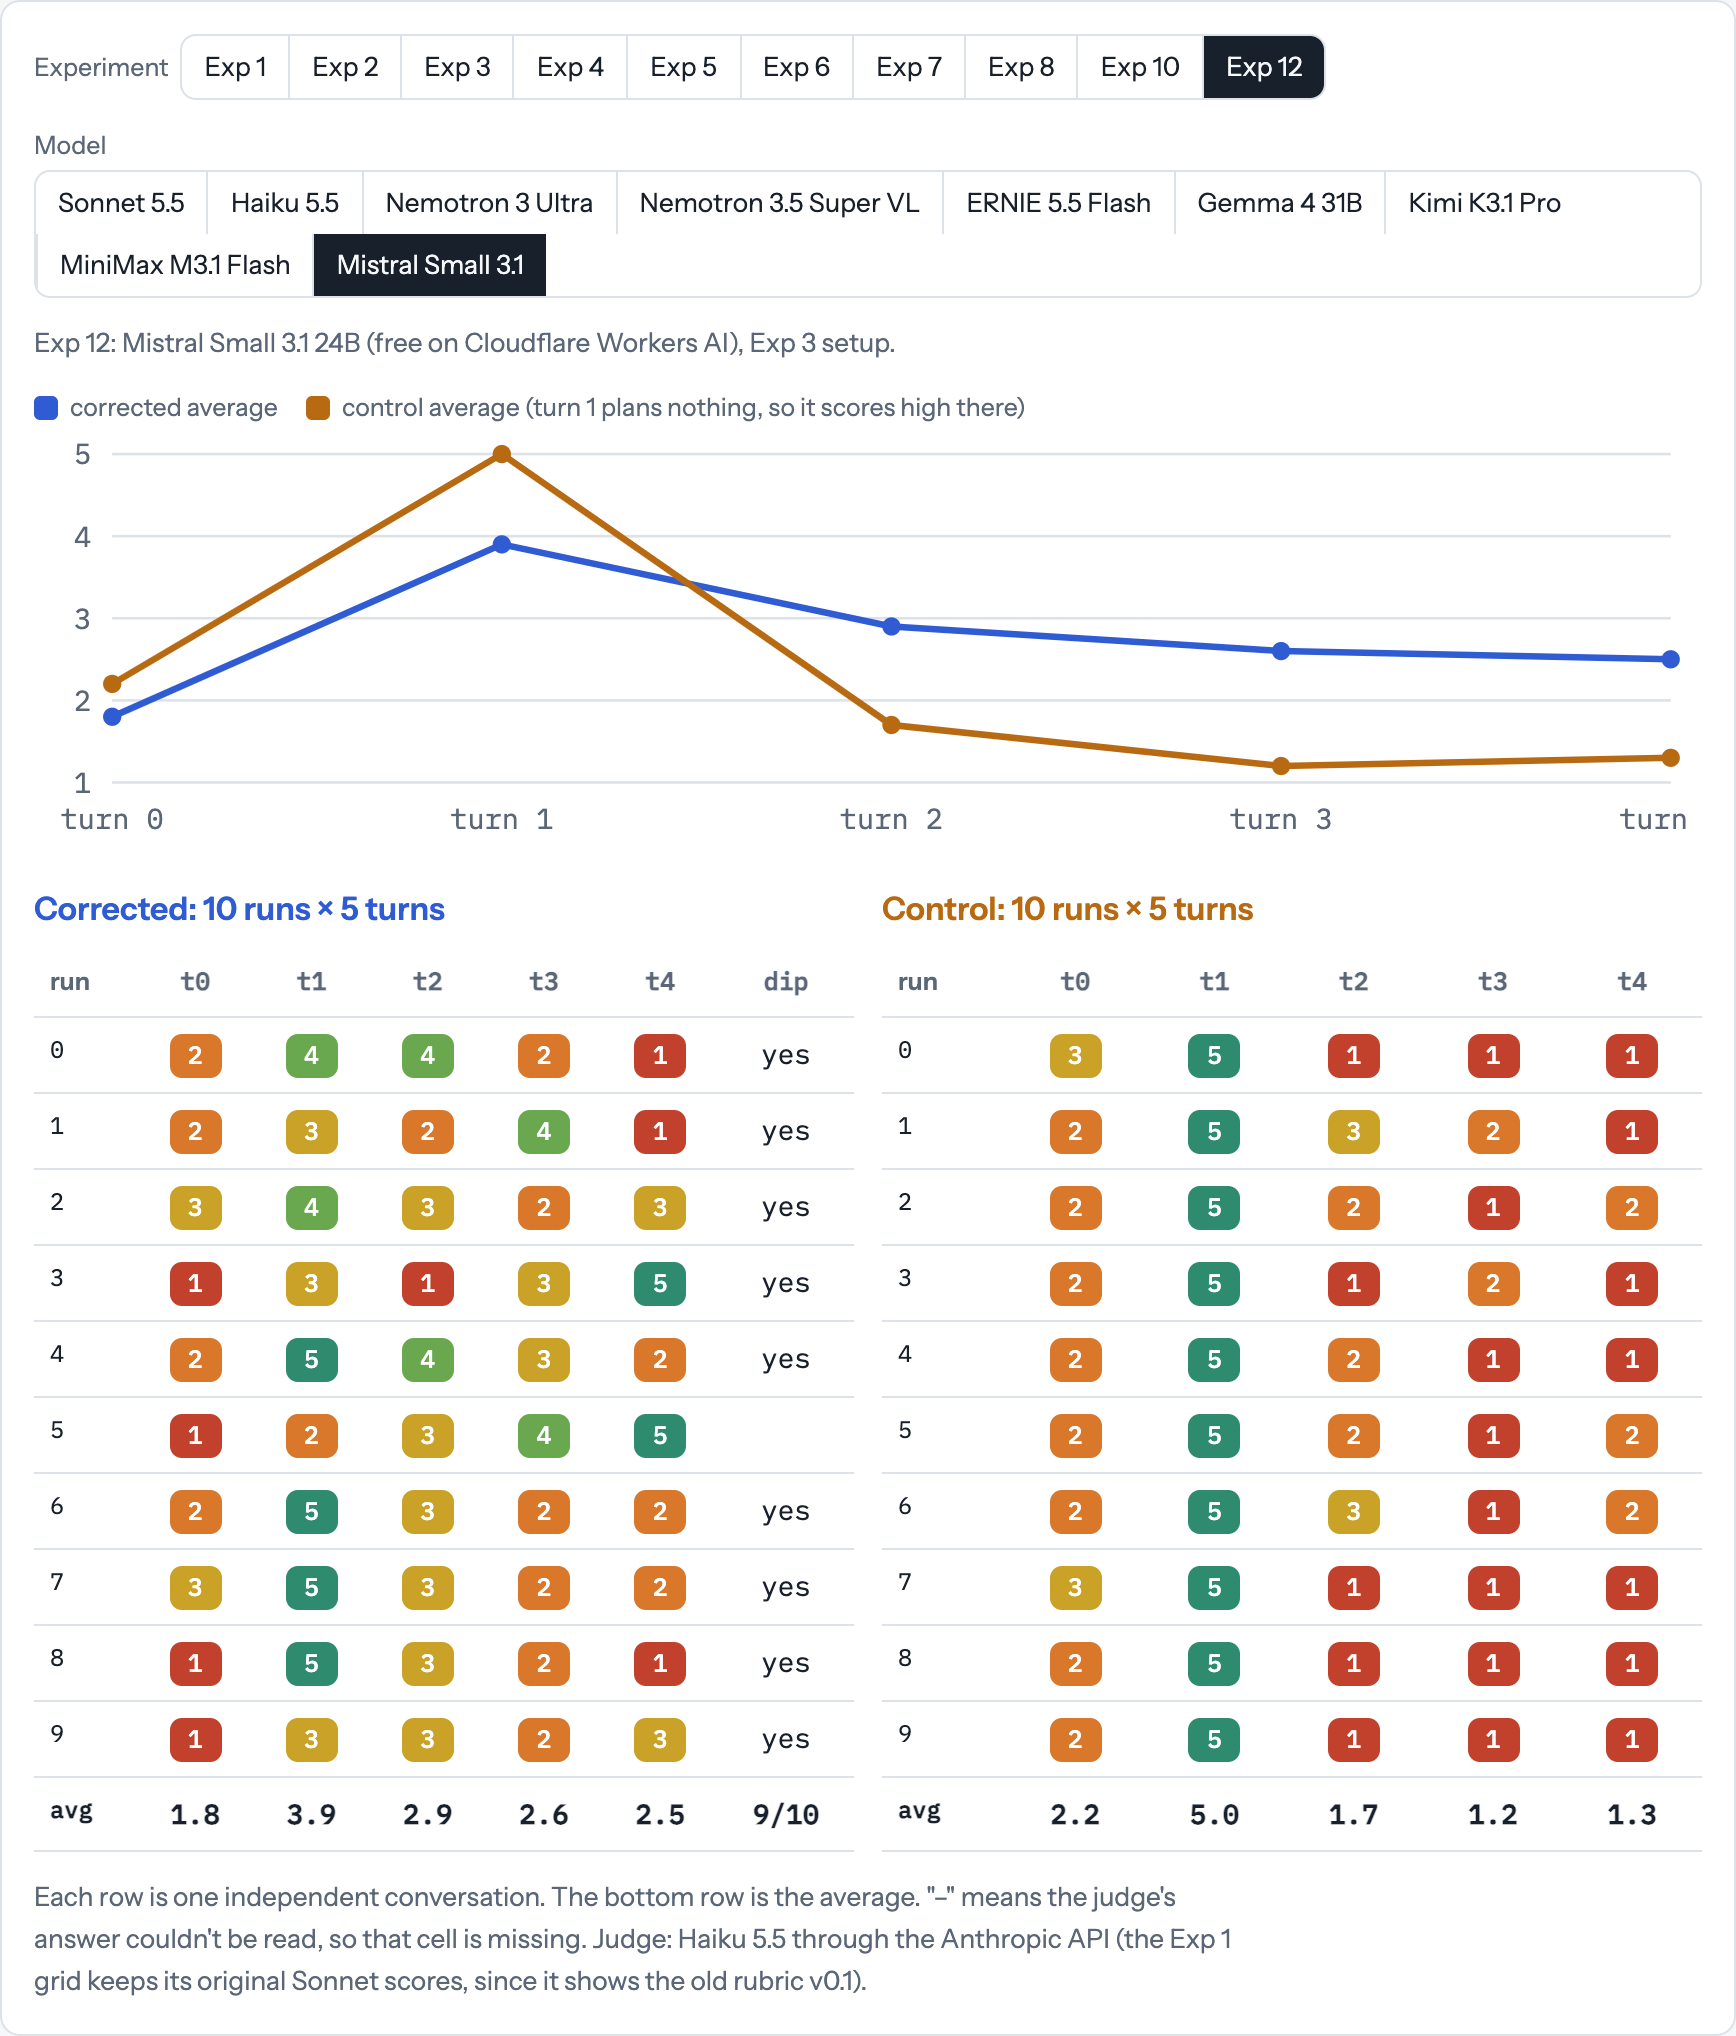 Experiment Exp 1 Exp 2 Exp 3 Exp 4 Exp 5 Exp 6 Exp 7 Exp 8 Exp 10 Exp 12
Model
Sonnet 5.5 Haiku 5.5 Nemotron 3 Ultra Nemotron 3.5 Super VL ERNIE 5.5 Flash Gemma 4 31B Kimi K3.1 Pro
MiniMax M3.1 Flash Mistral Small 3.1
Exp 12: Mistral Small 3.1 24B (free on Cloudflare Workers AI), Exp 3 setup.
corrected average control average (turn 1 plans nothing, so it scores high there)
5
4
3
2
1
turn 0 turn 1 turn 2 turn 3 turn
Corrected: 10 runs × 5 turns
run t0 t1 t2 t3 t4 dip
0 2 4 4 2 1 yes
1 2 3 2 4 1 yes
2 3 4 3 2 3 yes
3 1 3 1 3 5 yes
4 2 5 4 3 2 yes
5 1 2 3 4 5
6 2 5 3 2 2 yes
7 3 5 3 2 2 yes
8 1 5 3 2 1 yes
9 1 3 3 2 3 yes
avg 1.8 3.9 2.9 2.6 2.5 9/10
Control: 10 runs × 5 turns
run t0 t1 t2 t3 t4
0 3 5 1 1 1
1 2 5 3 2 1
2 2 5 2 1 2
3 2 5 1 2 1
4 2 5 2 1 1
5 2 5 2 1 2
6 2 5 3 1 2
7 3 5 1 1 1
8 2 5 1 1 1
9 2 5 1 1 1
avg 2.2 5.0 1.7 1.2 1.3
Each row is one independent conversation. The bottom row is the average. "–" means the judge's
answer couldn't be read, so that cell is missing. Judge: Haiku 5.5 through the Anthropic API (the Exp 1
grid keeps its original Sonnet scores, since it shows the old rubric v0.1).